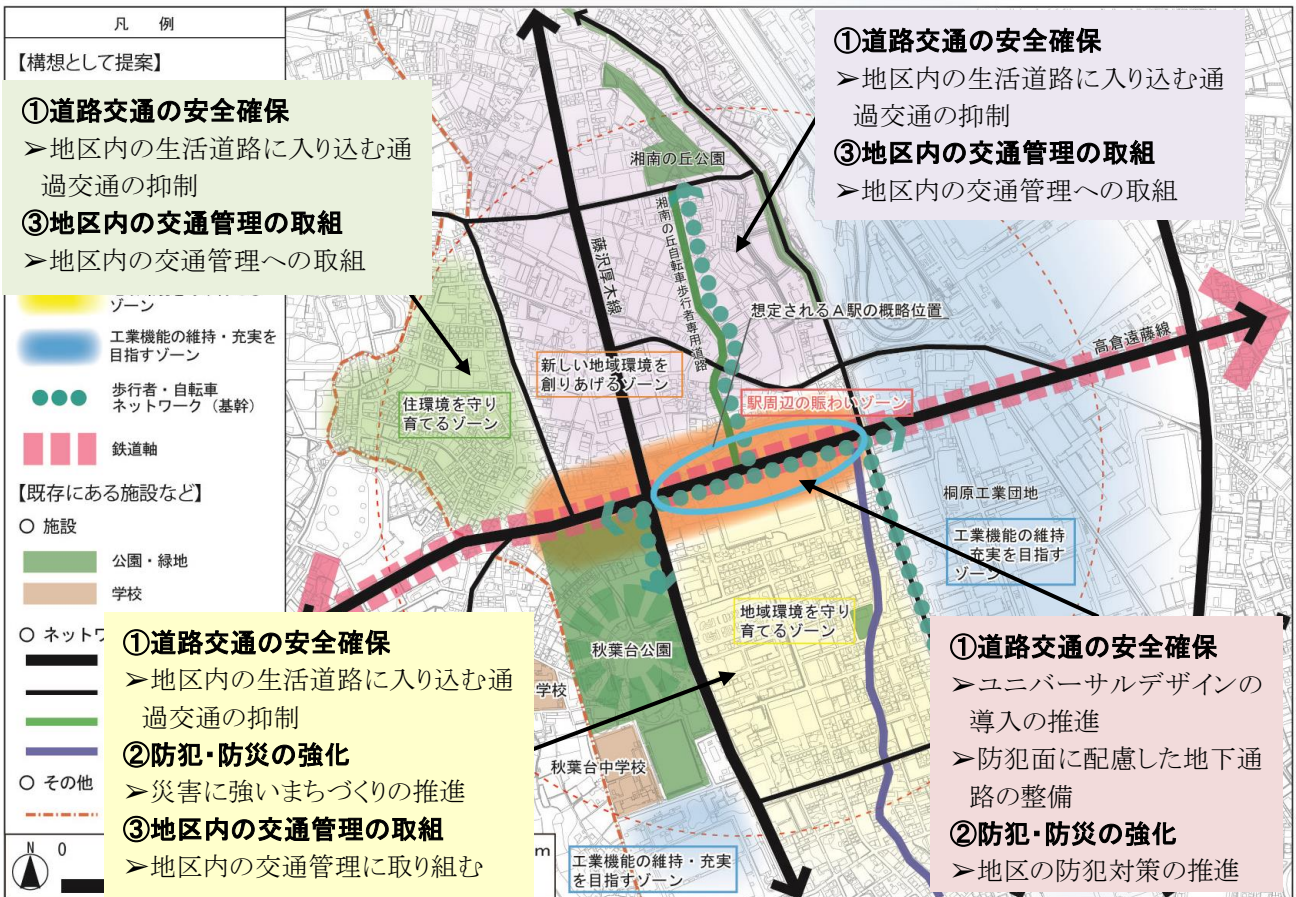 凡 例
【構想として提案】
①道路交通の安全確保
➢地区内の生活道路に入り込む通
過交通の抑制
③地区内の交通管理の取組
➢地区内の交通管理への取組
ゾーン
工業機能の維持・充実を
目指すゾーン
歩行者・自転車
ネットワーク（基幹）
鉄道軸
【既存にある施設など】
○ 施設
公園・緑地
学校
○ ネットワ
○ その他
N 0
m
①道路交通の安全確保
➢地区内の生活道路に入り込む通
過交通の抑制
③地区内の交通管理の取組
➢地区内の交通管理への取組
湘南の丘公園
湘南の丘自転車歩行者専用道路
藤沢厚木線
想定されるA駅の概略位置
高倉遠藤線
新しい地域環境を
創りあげるゾーン
住環境を守り
育てるゾーン
駅周辺の賑わいゾーン
桐原工業団地
工業機能の維持
充実を目指す
ゾーン
地域環境を守り
育てるゾーン
秋葉台公園
学校
秋葉台中学校
工業機能の維持・充実
を目指すゾーン
①道路交通の安全確保
➢地区内の生活道路に入り込む通
過交通の抑制
②防犯・防災の強化
➢災害に強いまちづくりの推進
③地区内の交通管理の取組
➢地区内の交通管理に取り組む
①道路交通の安全確保
➢ユニバーサルデザインの
導入の推進
➢防犯面に配慮した地下通
路の整備
②防犯・防災の強化
➢地区の防犯対策の推進